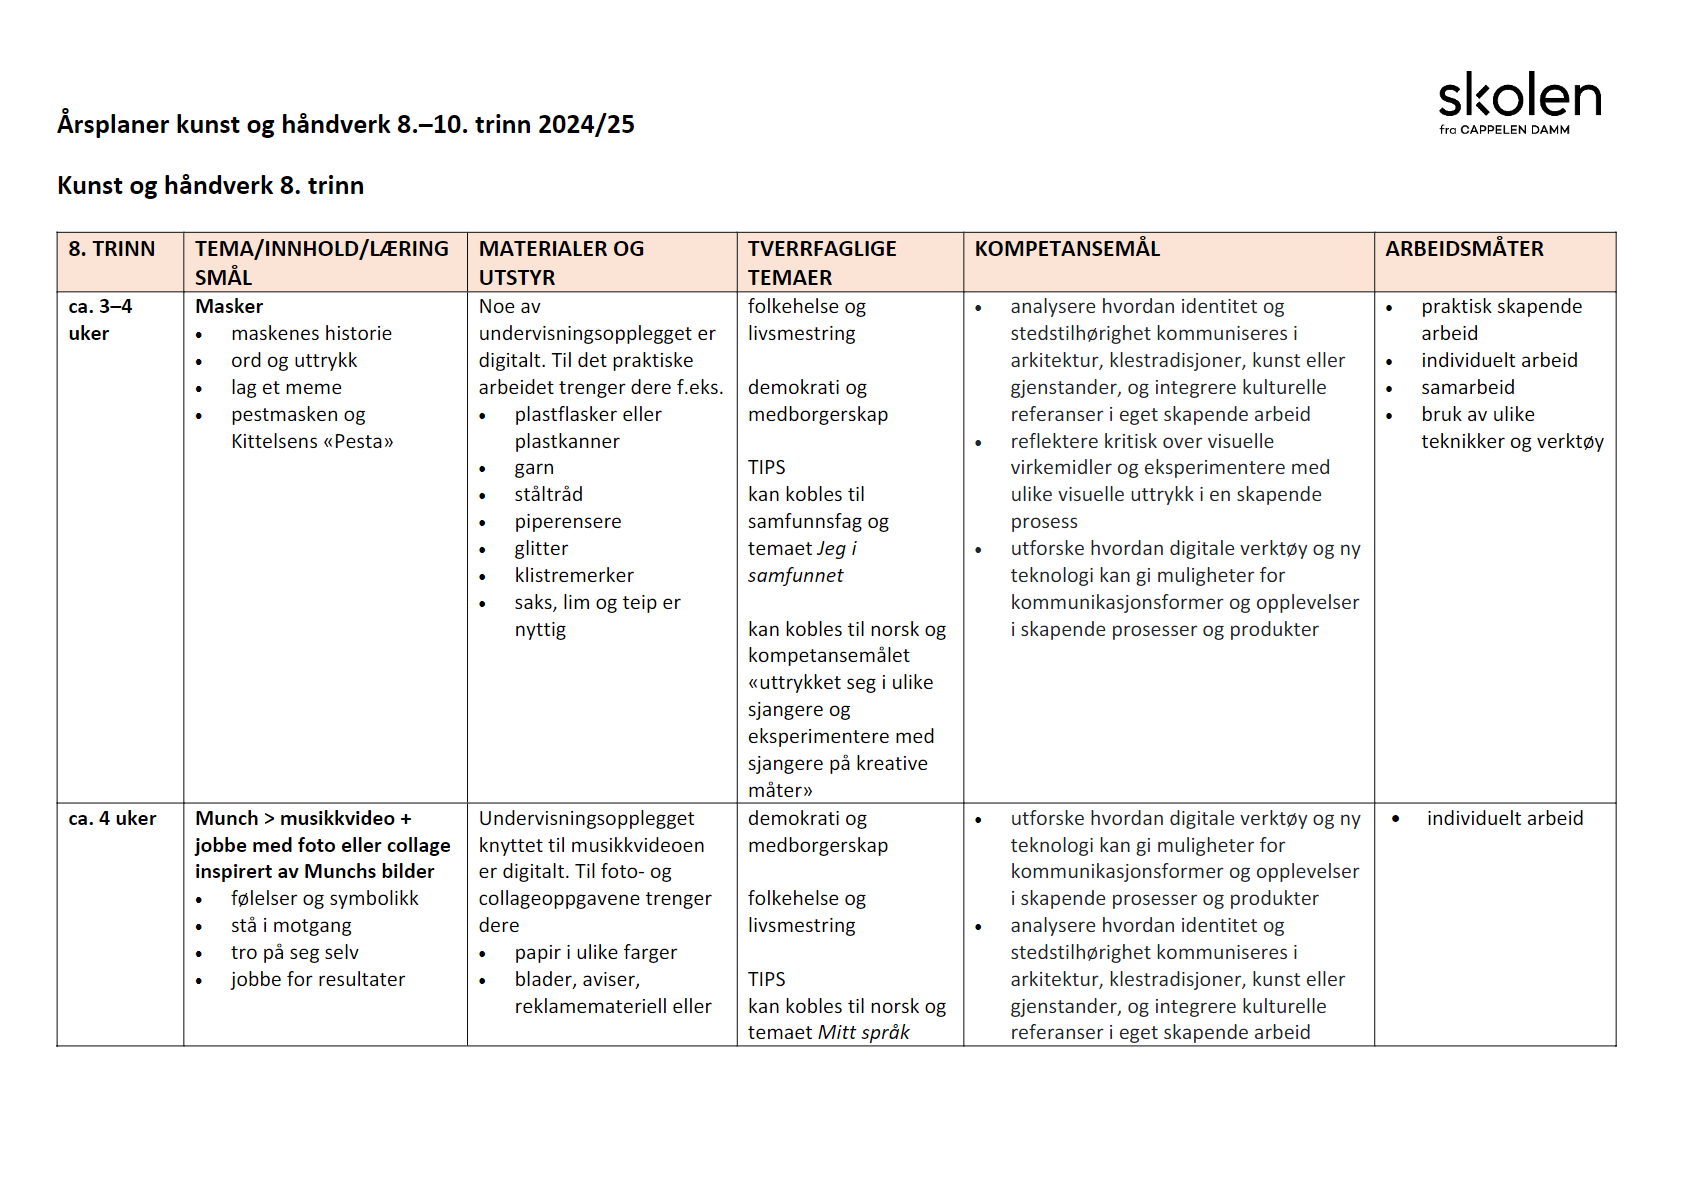 skolen
fra CAPPELEN DAMM
Årsplaner kunst og håndverk 8.–10. trinn 2024/25
Kunst og håndverk 8. trinn
8. TRINN
TEMA/INNHOLD/LÆRING
SMÅL
MATERIALER OG
UTSTYR
TVERRFAGLIGE
TEMAER
KOMPETANSEMÅL
ARBEIDSMÅTER
ca. 3–4
uker
Masker
• maskenes historie
• ord og uttrykk
• lag et meme
• pestmasken og
Kittelsens «Pesta»
Noe av
undervisningsopplegget er
digitalt. Til det praktiske
arbeidet trenger dere f.eks.
• plastflasker eller
plastkanner
• garn
• ståltråd
• piperensere
• glitter
• klistremerker
• saks, lim og teip er
nyttig
folkehelse og
livsmestring
demokrati og
medborgerskap
TIPS
kan kobles til
samfunnsfag og
temaet Jeg i
samfunnet
kan kobles til norsk og
kompetansemålet
«uttrykket seg i ulike
sjangere og
eksperimentere med
sjangere på kreative
måter»
• analysere hvordan identitet og
stedstilhørighet kommuniseres i
arkitektur, klestradisjoner, kunst eller
gjenstander, og integrere kulturelle
referanser i eget skapende arbeid
• reflektere kritisk over visuelle
virkemidler og eksperimentere med
ulike visuelle uttrykk i en skapende
prosess
• utforske hvordan digitale verktøy og ny
teknologi kan gi muligheter for
kommunikasjonsformer og opplevelser
i skapende prosesser og produkter
• praktisk skapende
arbeid
• individuelt arbeid
• samarbeid
• bruk av ulike
teknikker og verktøy
ca. 4 uker
Munch > musikkvideo +
jobbe med foto eller collage
inspirert av Munchs bilder
• følelser og symbolikk
• stå i motgang
• tro på seg selv
• jobbe for resultater
Undervisningsopplegget
knyttet til musikkvideoen
er digitalt. Til foto- og
collageoppgavene trenger
dere
• papir i ulike farger
• blader, aviser,
reklamemateriell eller
demokrati og
medborgerskap
folkehelse og
livsmestring
TIPS
kan kobles til norsk og
temaet Mitt språk
• utforske hvordan digitale verktøy og ny
teknologi kan gi muligheter for
kommunikasjonsformer og opplevelser
i skapende prosesser og produkter
• analysere hvordan identitet og
stedstilhørighet kommuniseres i
arkitektur, klestradisjoner, kunst eller
gjenstander, og integrere kulturelle
referanser i eget skapende arbeid
• individuelt arbeid